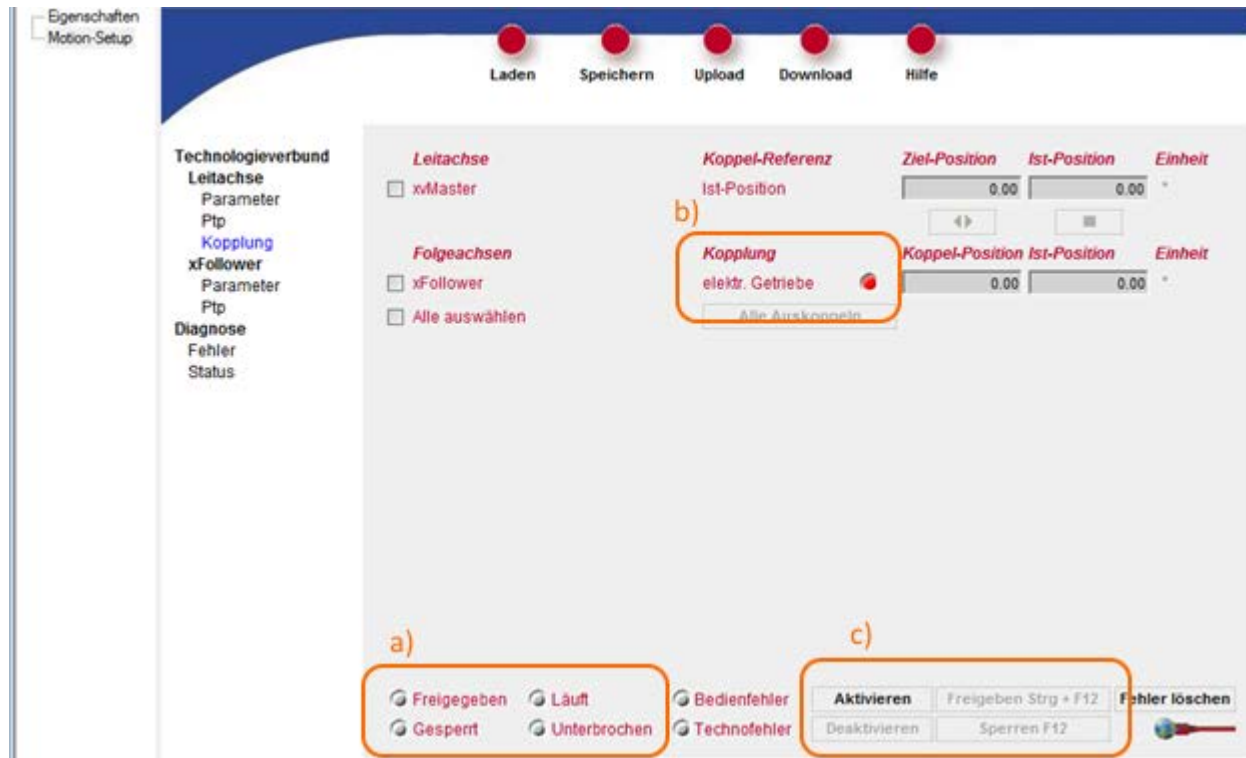 Eigenschaften
Motion-Setup
Laden Speichern Upload Download Hilfe
Technologieverbund
Leitachse
Parameter
Ptp
Kopplung
xFollower
Parameter
Ptp
Diagnose
Fehler
Status
Leitachse Koppel-Referenz Ziel-Position Ist-Position Einheit
xvMaster Ist-Position 0.00 0.00 °
b)
Folgeachsen Kopplung Koppel-Position Ist-Position Einheit
xFollower elektr. Getriebe 0.00 0.00 °
Alle auswählen Alle Auskoppeln
a) c)
Freigegeben Läuft Bedienfehler Aktivieren Freigeben Strg + F12 Fehler löschen
Gesperrt Unterbrochen Technofehler Deaktivieren Sperren F12